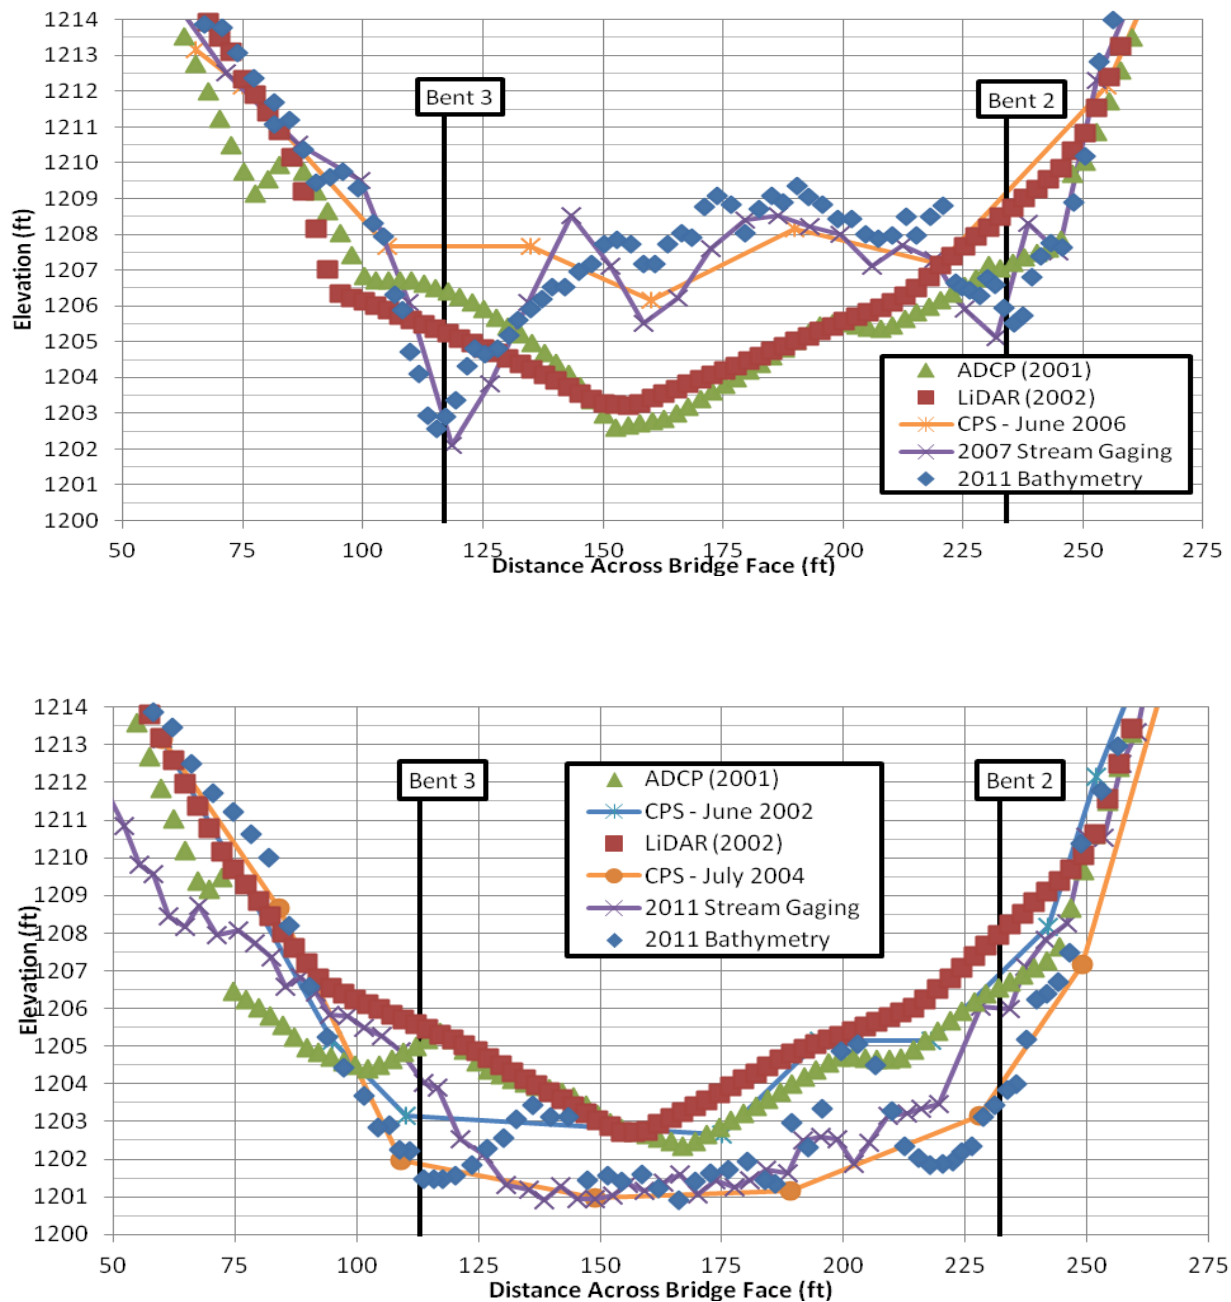 1214
1213
1212
1211
1210
1209
1208
1207
1206
1205
1204
1203
1202
1201
1200
Elevation (ft)
Bent 3
Bent 2
ADCP (2001)
LiDAR (2002)
CPS - June 2006
2007 Stream Gaging
2011 Bathymetry
50 75 100 125 150 175 200 225 250 275
Distance Across Bridge Face (ft)
1214
1213
1212
1211
1210
1209
1208
1207
1206
1205
1204
1203
1202
1201
1200
Elevation (ft)
Bent 3
Bent 2
ADCP (2001)
CPS - June 2002
LiDAR (2002)
CPS - July 2004
2011 Stream Gaging
2011 Bathymetry
50 75 100 125 150 175 200 225 250 275
Distance Across Bridge Face (ft)